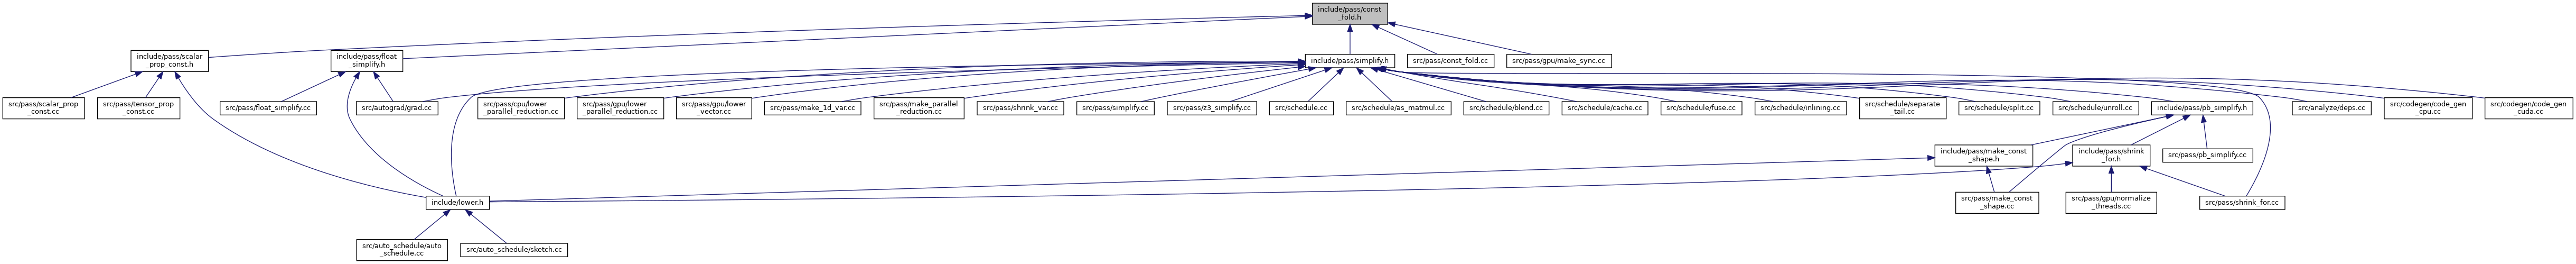 include/pass/const
_fold.h
include/pass/scalar
_prop_const.h
include/pass/float
_simplify.h
include/pass/simplify.h
src/pass/const_fold.cc
src/pass/gpu/make_sync.cc
src/pass/scalar_prop
_const.cc
src/pass/tensor_prop
_const.cc
src/pass/float_simplify.cc
src/autograd/grad.cc
src/pass/cpu/lower
_parallel_reduction.cc
src/pass/gpu/lower
_parallel_reduction.cc
src/pass/gpu/lower
_vector.cc
src/pass/make_1d_var.cc
src/pass/make_parallel
_reduction.cc
src/pass/shrink_var.cc
src/pass/simplify.cc
src/pass/z3_simplify.cc
src/schedule.cc
src/schedule/as_matmul.cc
src/schedule/blend.cc
src/schedule/cache.cc
src/schedule/fuse.cc
src/schedule/inlining.cc
src/schedule/separate
_tail.cc
src/schedule/split.cc
src/schedule/unroll.cc
include/pass/pb_simplify.h
src/analyze/deps.cc
src/codegen/code_gen
_cpu.cc
src/codegen/code_gen
_cuda.cc
include/pass/make_const
_shape.h
include/pass/shrink
_for.h
src/pass/pb_simplify.cc
include/lower.h
src/pass/make_const
_shape.cc
src/pass/gpu/normalize
_threads.cc
src/pass/shrink_for.cc
src/auto_schedule/auto
_schedule.cc
src/auto_schedule/sketch.cc